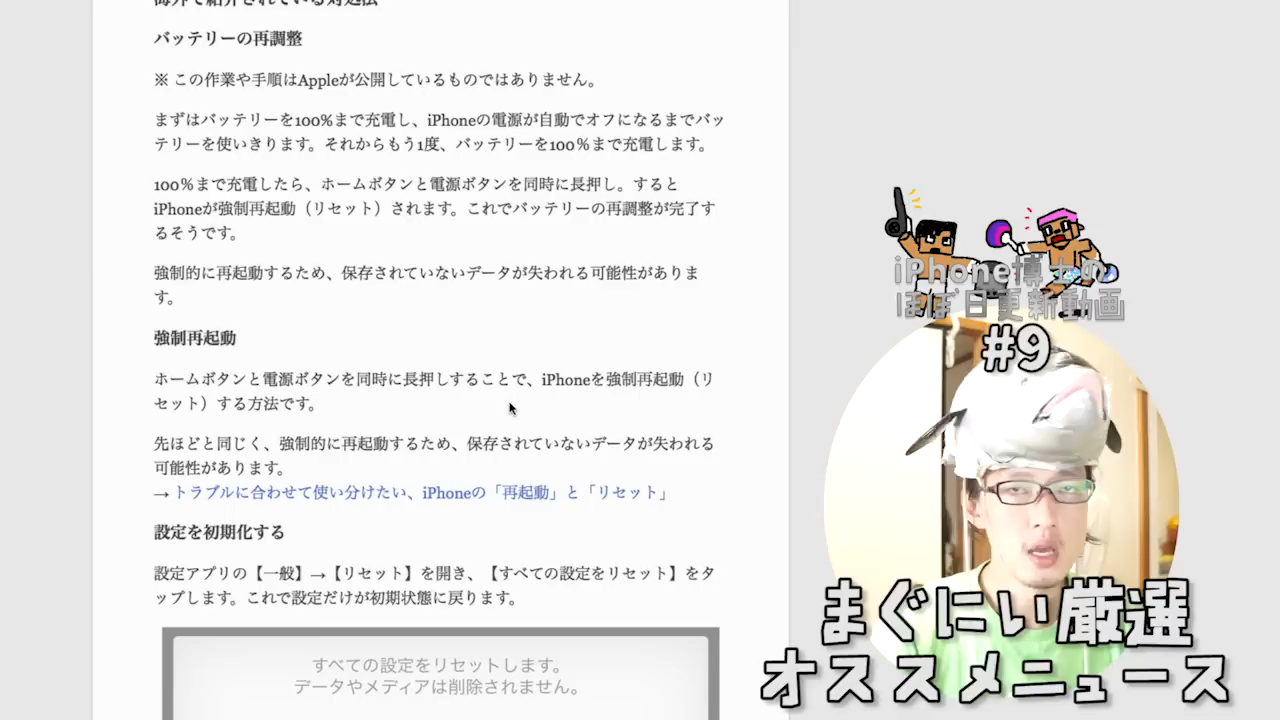 海外で紹介されている対処法
バッテリーの再調整
※ この作業や手順はAppleが公開しているものではありません。
まずはバッテリーを100%まで充電し、iPhoneの電源が自動でオフになるまでバッ
テリーを使いきります。それからもう1度、バッテリーを100％まで充電します。
100％まで充電したら、ホームボタンと電源ボタンを同時に長押し。すると
iPhoneが強制再起動（リセット）されます。これでバッテリーの再調整が完了す
るそうです。
強制的に再起動するため、保存されていないデータが失われる可能性がありま
す。
強制再起動
ホームボタンと電源ボタンを同時に長押しすることで、iPhoneを強制再起動（リ
セット）する方法です。
先ほどと同じく、強制的に再起動するため、保存されていないデータが失われる
可能性があります。
→ トラブルに合わせて使い分けたい、iPhoneの「再起動」と「リセット」
設定を初期化する
設定アプリの【一般】→【リセット】を開き、【すべての設定をリセット】をタ
ップします。これで設定だけが初期状態に戻ります。
すべての設定をリセットします。
データやメディアは削除されません。
iPhone博士の
ほぼ日更新動画
#9
まぐにぃ厳選
オススメニュース